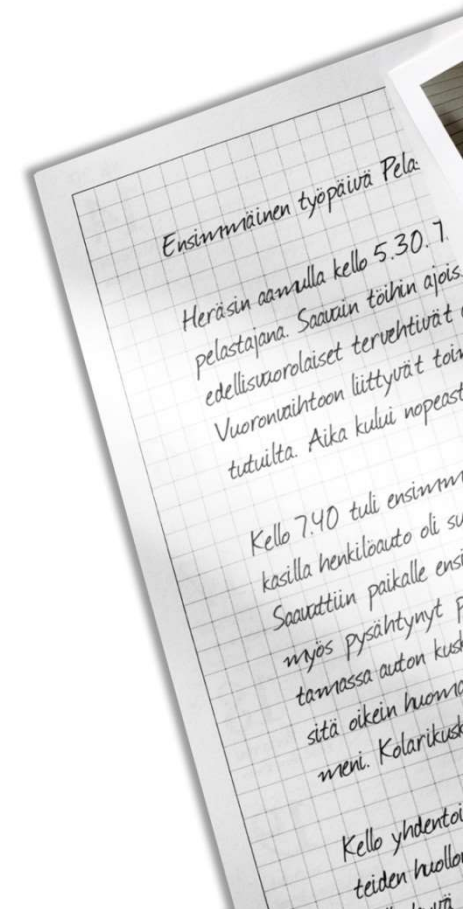 Ensimmäinen työpäivä Pela
Heräsin aamulla kello 5.30. T
pelastajana. Saavuin töihin ajois
edellisvuorolaiset tervehtivät
Vuoronvaihtoon liittyvät toim
tutuilta. Aika kului nopeast
Kello 7.40 tuli ensimm
kasilla henkilöauto oli su
Saavuttiin paikalle ensi
myös pysähtynyt p
tamassa auton kusk
sitä oikein huoma
meni. Kolarikusk
Kello yhdentoi
teiden huollon